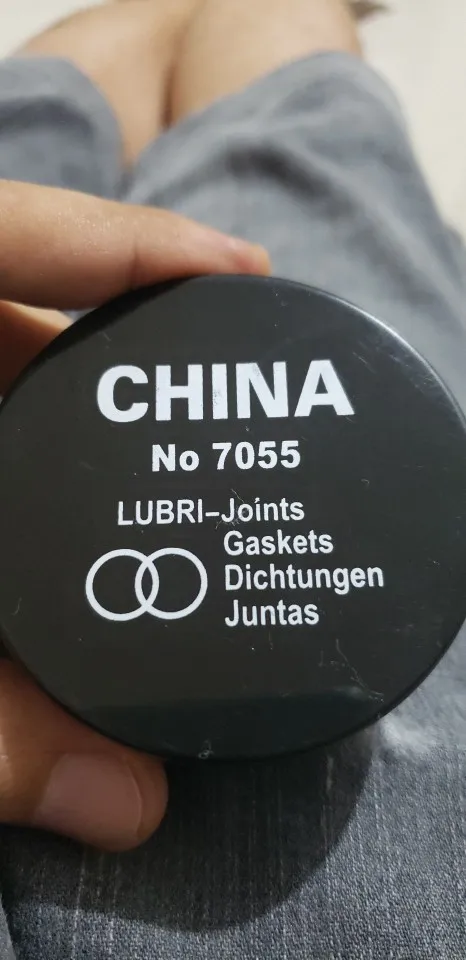 CHINA
No 7055
LUBRI-Joints
Gaskets
Dichtungen
Juntas